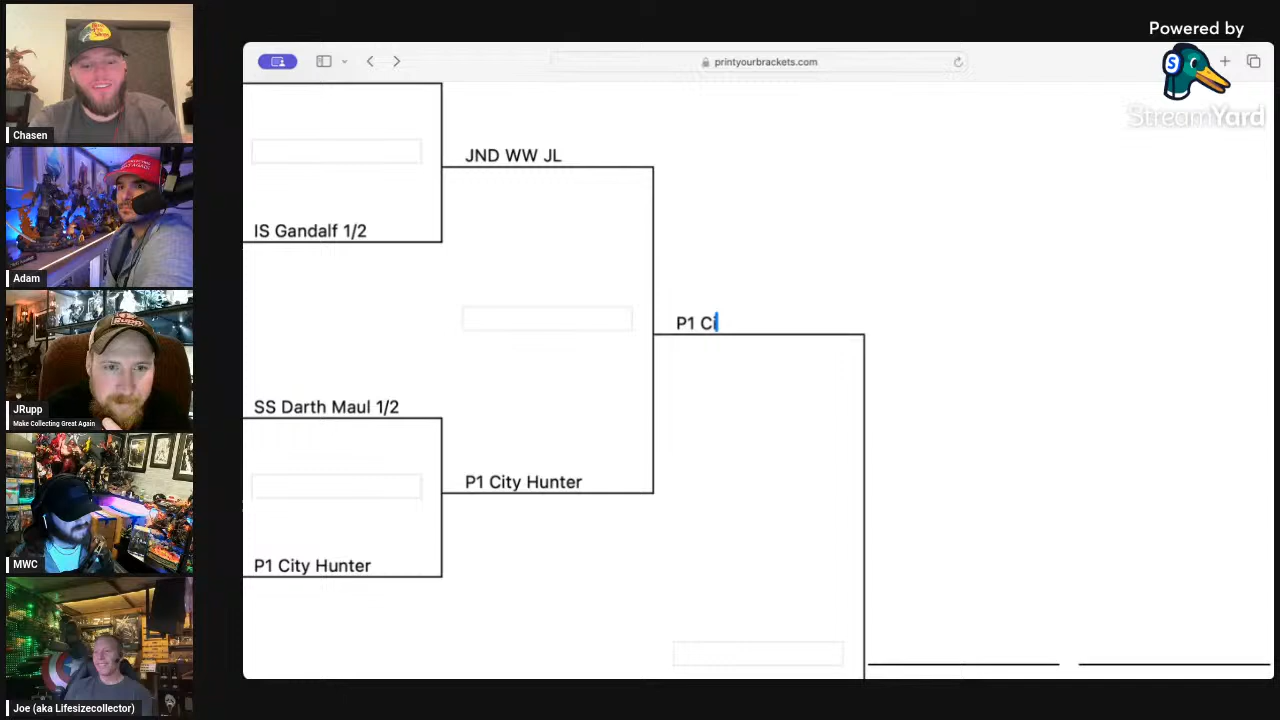 Powered by
StreamYard
printyourbrackets.com
JND WW JL
IS Gandalf 1/2
P1 Ci
SS Darth Maul 1/2
P1 City Hunter
P1 City Hunter
Chasen
Adam
JRupp
Make Collecting Great Again
MWC
Joe (aka Lifesizecollector)